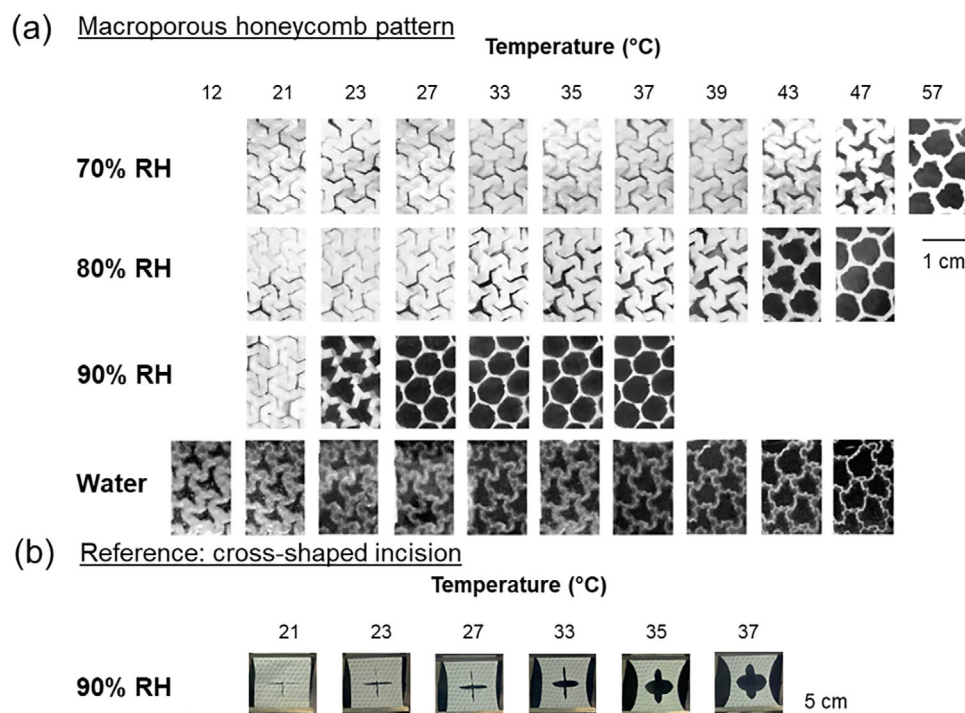 (a) Macroporous honeycomb pattern
Temperature (°C)
12 21 23 27 33 35 37 39 43 47 57
70% RH
80% RH
1 cm
90% RH
Water
(b) Reference: cross-shaped incision
Temperature (°C)
21 23 27 33 35 37
90% RH
5 cm